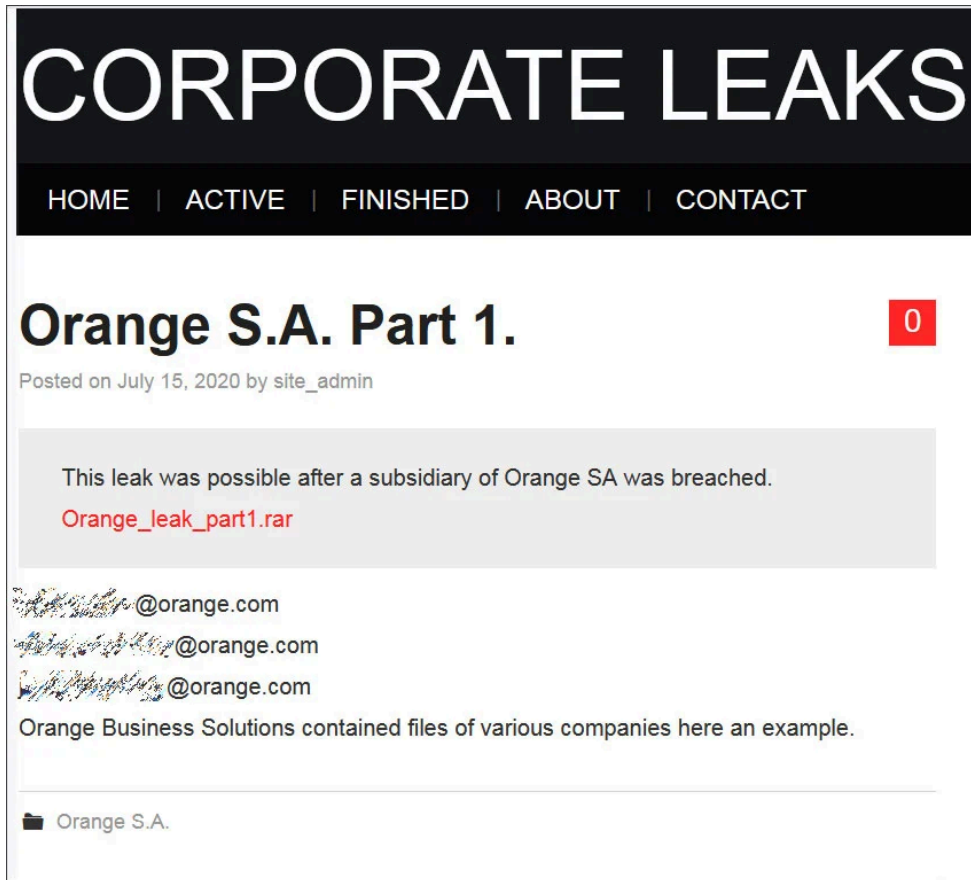 CORPORATE LEAKS
HOME | ACTIVE | FINISHED | ABOUT | CONTACT
Orange S.A. Part 1.
0
Posted on July 15, 2020 by site_admin
This leak was possible after a subsidiary of Orange SA was breached.
Orange_leak_part1.rar
@orange.com
@orange.com
@orange.com
Orange Business Solutions contained files of various companies here an example.
Orange S.A.